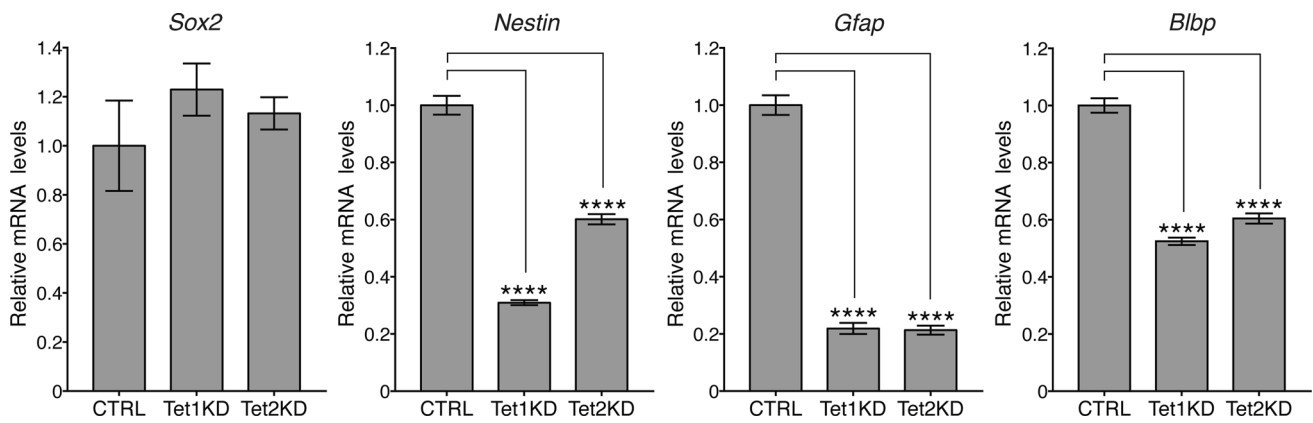 Sox2
Relative mRNA levels
1.4
1.2
1.0
0.8
0.6
0.4
0.2
0
CTRL Tet1KD Tet2KD
Nestin
Relative mRNA levels
1.2
1.0
0.8
0.6
0.4
0.2
0
****
****
CTRL Tet1KD Tet2KD
Gfap
Relative mRNA levels
1.2
1.0
0.8
0.6
0.4
0.2
0
**** ****
CTRL Tet1KD Tet2KD
Blbp
Relative mRNA levels
1.2
1.0
0.8
0.6
0.4
0.2
0
****
****
CTRL Tet1KD Tet2KD